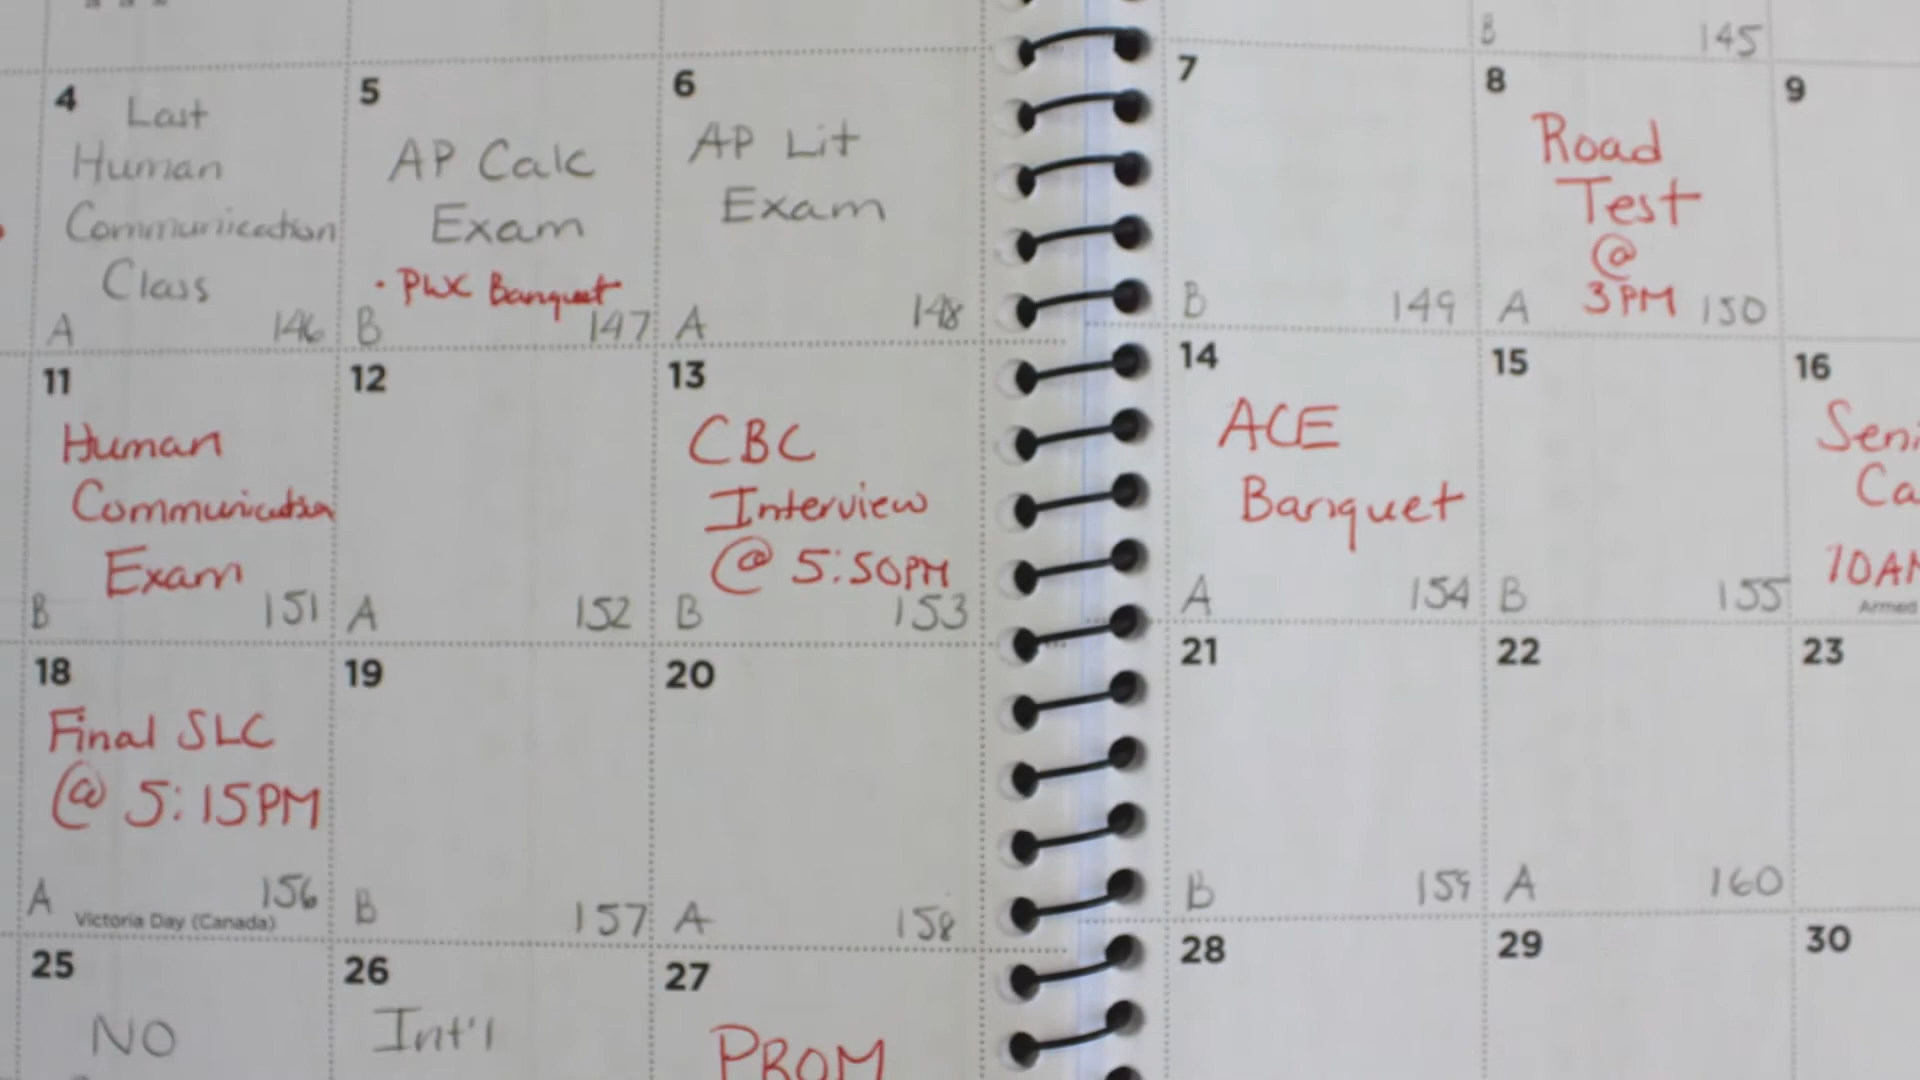 B 145
4 Last
Human
Communication
Class
A 146
5
AP Calc
Exam
· PWC Banquet
B 147
6
AP Lit
Exam
A 148
7
B 149
8
Road
Test
@
3PM
A 150
9
11
Human
Communication
Exam
B 151
12
A 152
13
CBC
Interview
@ 5:50PM
B 153
14
ACE
Banquet
A 154
15
B 155
16
Seni
Ca
10AM
Armed
18
Final SLC
@ 5:15PM
A 156
Victoria Day (Canada)
19
B 157
20
A 158
21
B 159
22
A 160
23
25
NO
26
Int'l
27
PROM
28
29
30